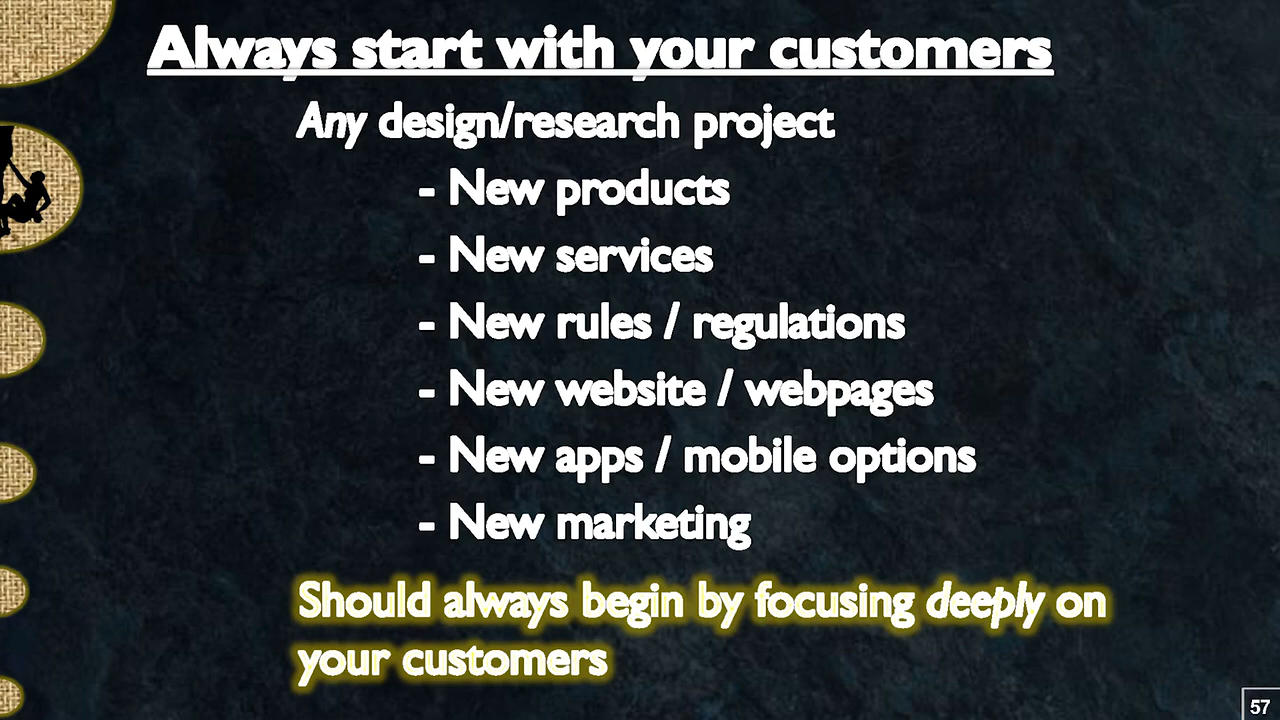 Always start with your customers
Any design/research project
- New products
- New services
- New rules / regulations
- New website / webpages
- New apps / mobile options
- New marketing
Should always begin by focusing deeply on
your customers
57